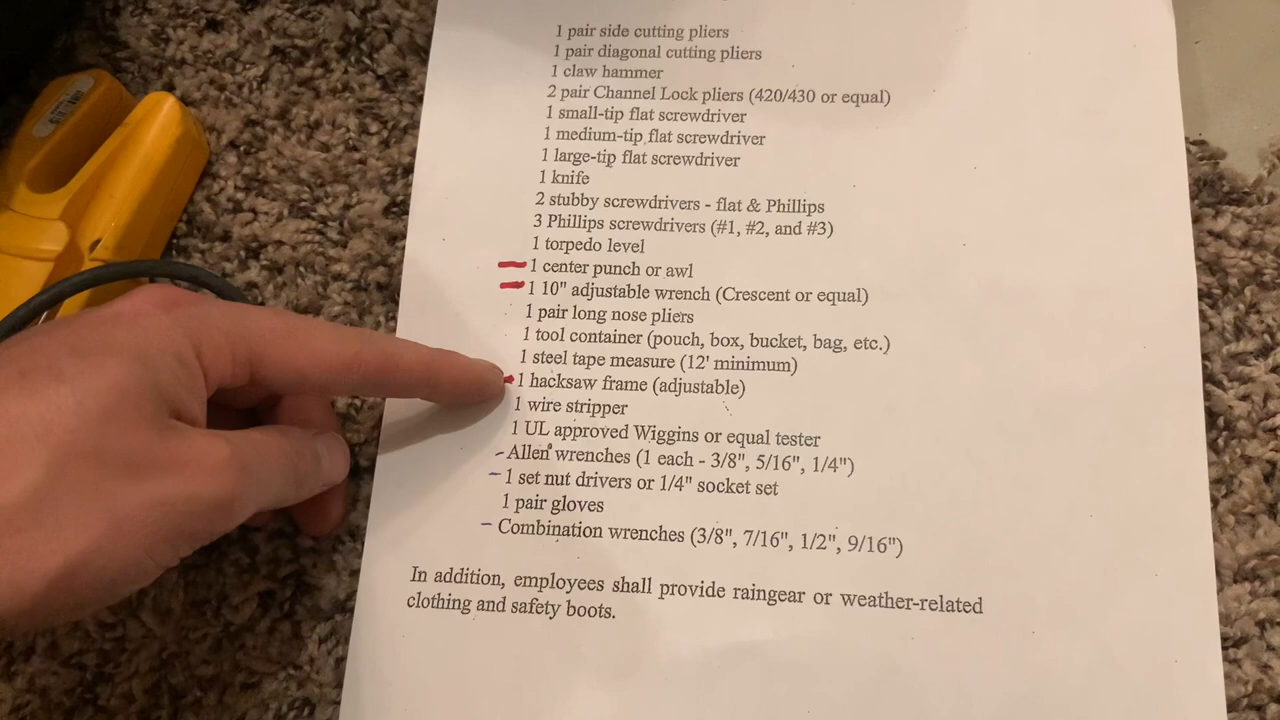 1 pair side cutting pliers
1 pair diagonal cutting pliers
1 claw hammer
2 pair Channel Lock pliers (420/430 or equal)
1 small-tip flat screwdriver
1 medium-tip flat screwdriver
1 large-tip flat screwdriver
1 knife
2 stubby screwdrivers - flat & Phillips
3 Phillips screwdrivers (#1, #2, and #3)
1 torpedo level
1 center punch or awl
1 10" adjustable wrench (Crescent or equal)
1 pair long nose pliers
1 tool container (pouch, box, bucket, bag, etc.)
1 steel tape measure (12' minimum)
1 hacksaw frame (adjustable)
1 wire stripper
1 UL approved Wiggins or equal tester
Allen wrenches (1 each - 3/8", 5/16", 1/4")
1 set nut drivers or 1/4" socket set
1 pair gloves
Combination wrenches (3/8", 7/16", 1/2", 9/16")
In addition, employees shall provide raingear or weather-related
clothing and safety boots.